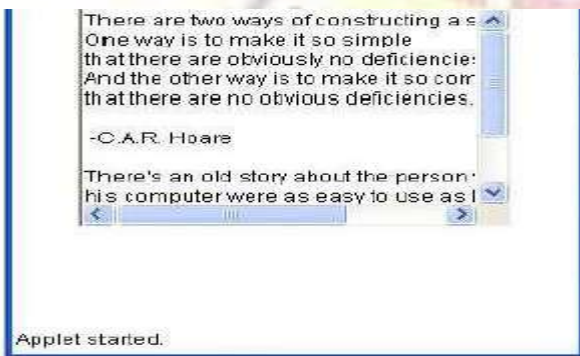 There are two ways of constructing a s
One way is to make it so simple
that there are obviously no deficiencie
And the other way is to make it so com
that there are no obvious deficiencies.
-C.A.R. Hoare
There's an old story about the person
his computer were as easy to use as
Applet started.